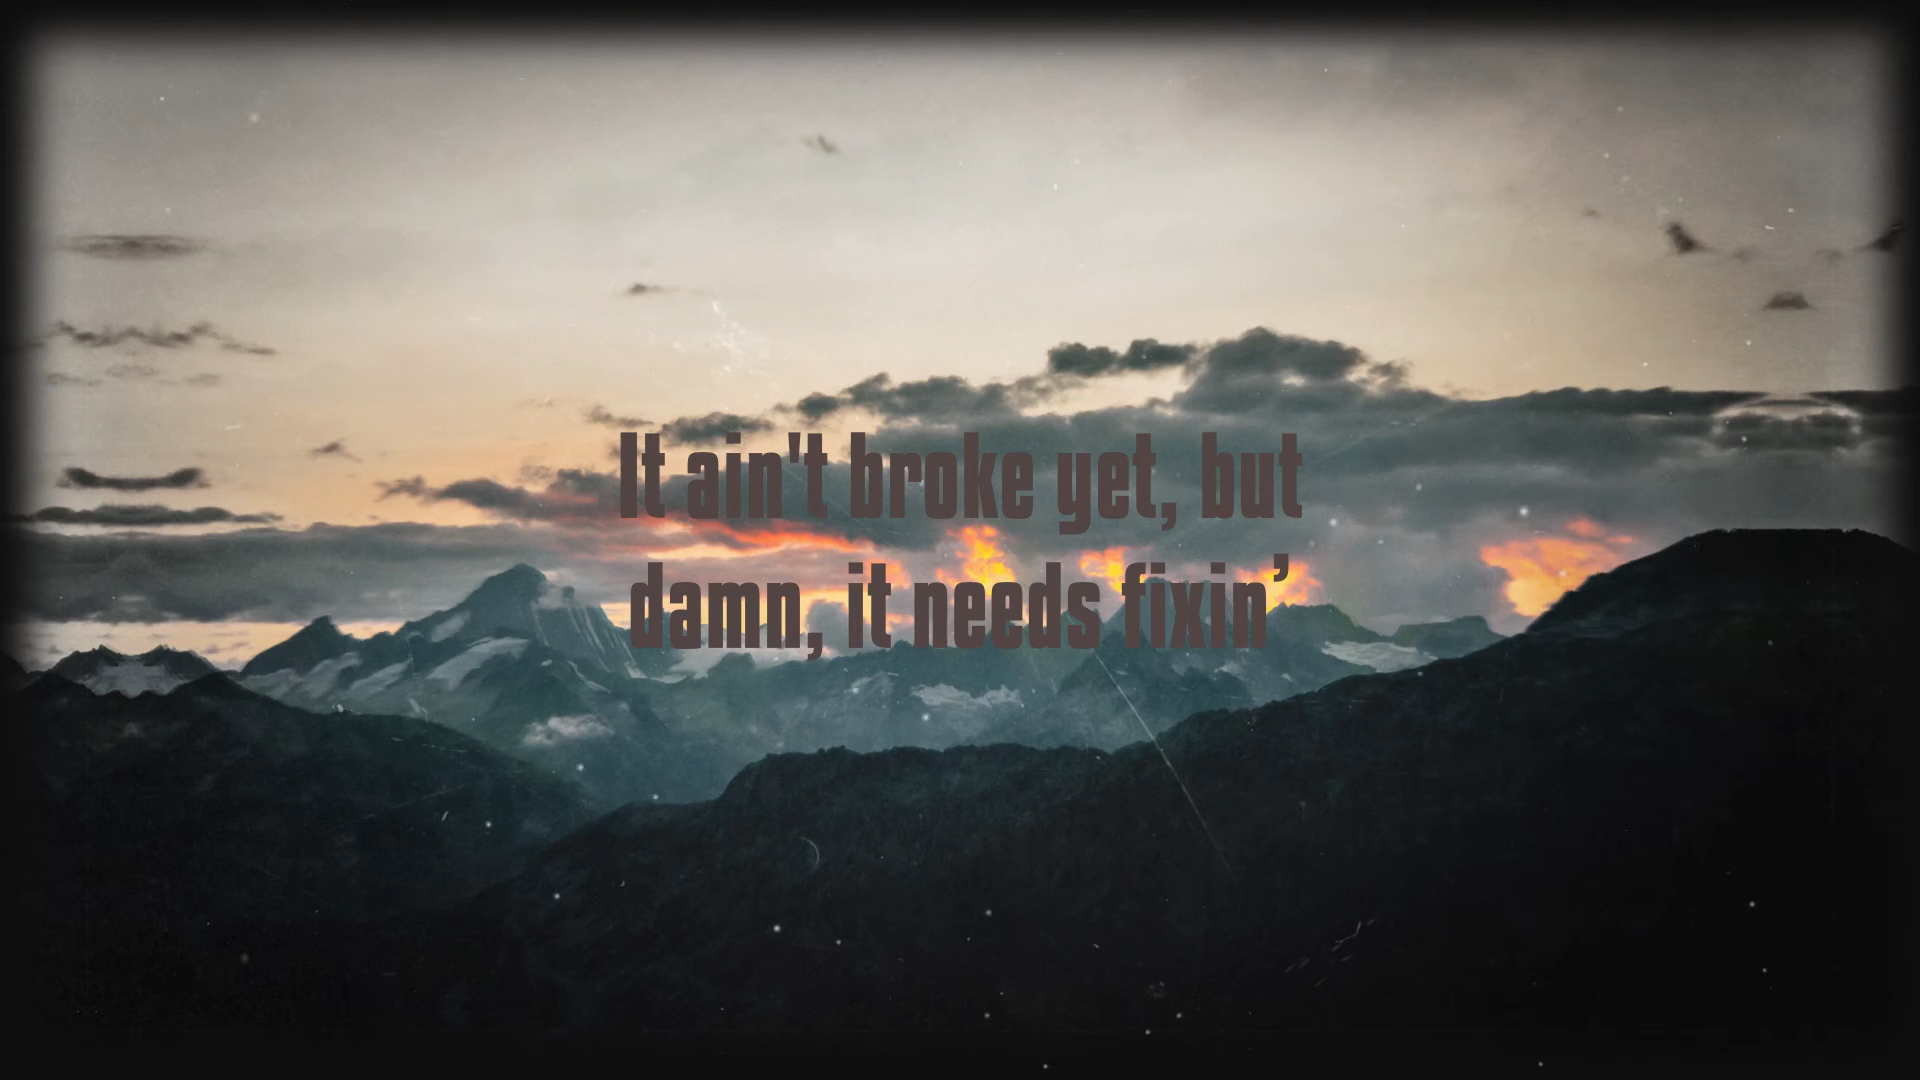 It ain't broke yet, but
damn, it needs fixin’